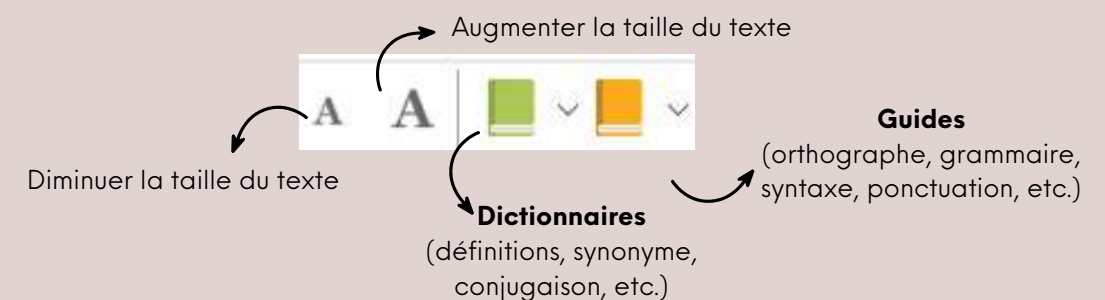 Augmenter la taille du texte
A A
Diminuer la taille du texte
Guides
(orthographe, grammaire,
syntaxe, ponctuation, etc.)
Dictionnaires
(définitions, synonyme,
conjugaison, etc.)